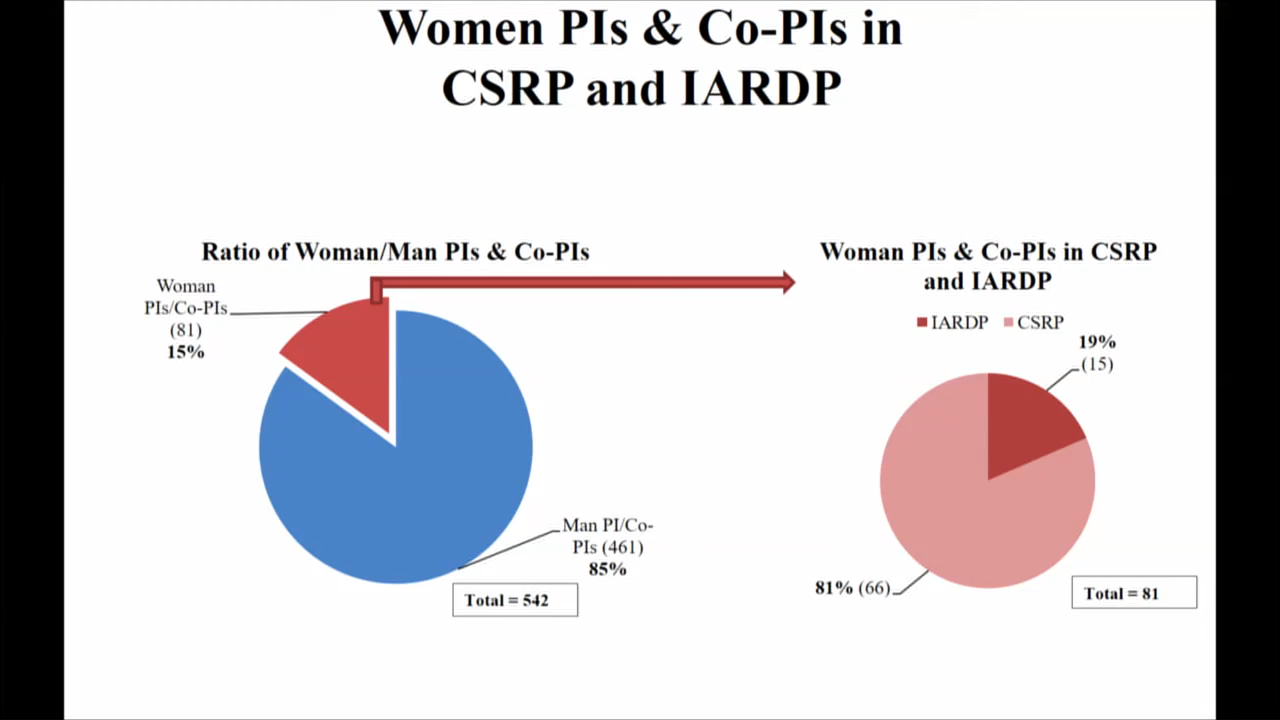 Women PIs & Co-PIs in
CSRP and IARDP
Ratio of Woman/Man PIs & Co-PIs
Woman
PIs/Co-PIs
(81)
15%
Man PI/Co-
PIs (461)
85%
Total = 542
Woman PIs & Co-PIs in CSRP
and IARDP
IARDP CSRP
19%
(15)
81% (66)
Total = 81